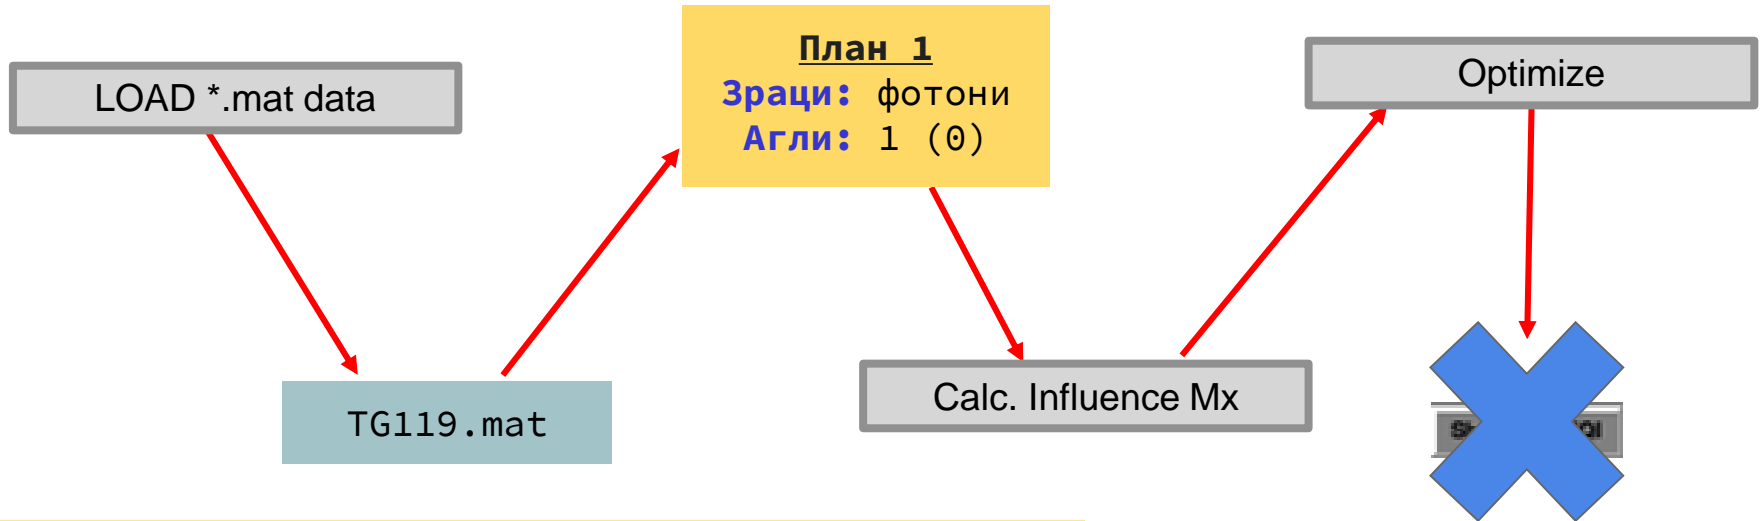 LOAD *.mat data
TG119.mat
План 1
Зраци: фотони
Агли: 1 (0)
Calc. Influence Mx
Optimize